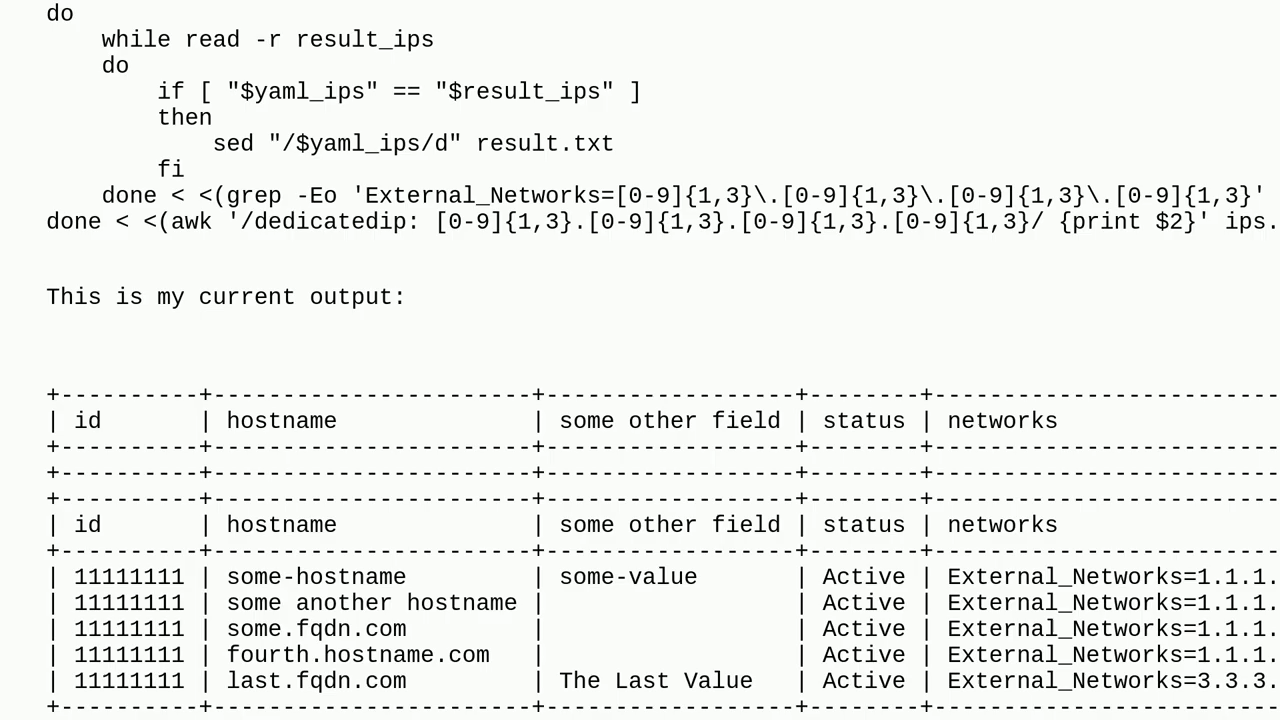 do
    while read -r result_ips
    do
        if [ "$yaml_ips" == "$result_ips" ]
        then
            sed "/$yaml_ips/d" result.txt
        fi
    done < <(grep -Eo 'External_Networks=[0-9]{1,3}\.[0-9]{1,3}\.[0-9]{1,3}\.[0-9]{1,3}'
done < <(awk '/dedicatedip: [0-9]{1,3}.[0-9]{1,3}.[0-9]{1,3}.[0-9]{1,3}/ {print $2}' ips.
This is my current output:
+----------+-----------------------+------------------+--------+-------------------------
| id       | hostname              | some other field | status | networks
+----------+-----------------------+------------------+--------+-------------------------
+----------+-----------------------+------------------+--------+-------------------------
+----------+-----------------------+------------------+--------+-------------------------
| id       | hostname              | some other field | status | networks
+----------+-----------------------+------------------+--------+-------------------------
| 11111111 | some-hostname         | some-value       | Active | External_Networks=1.1.1.
| 11111111 | some another hostname |                  | Active | External_Networks=1.1.1.
| 11111111 | some.fqdn.com         |                  | Active | External_Networks=1.1.1.
| 11111111 | fourth.hostname.com   |                  | Active | External_Networks=1.1.1.
| 11111111 | last.fqdn.com         | The Last Value   | Active | External_Networks=3.3.3.
+----------+-----------------------+------------------+--------+-------------------------